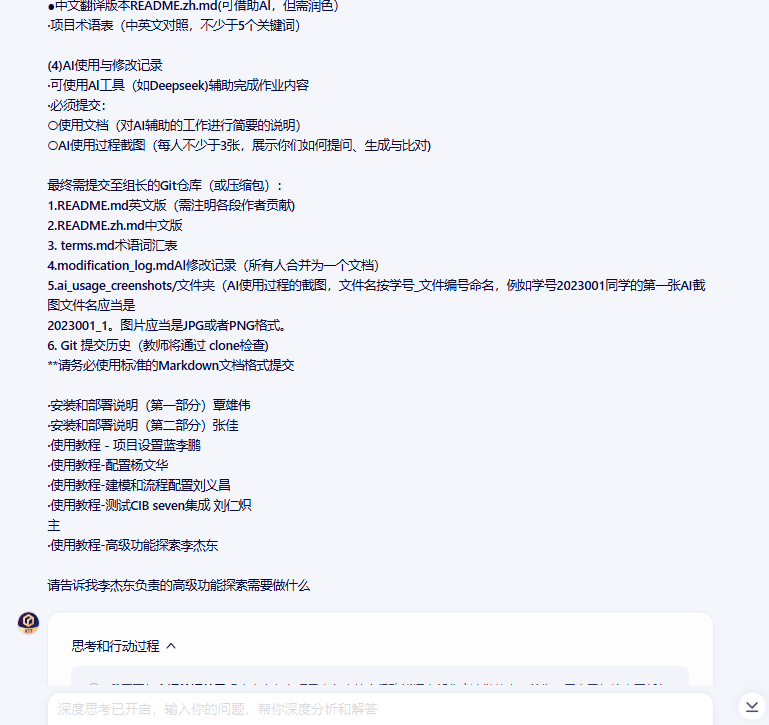 ●中文翻译版本README.zh.md(可借助AI，但需润色）
·项目术语表（中英文对照，不少于5个关键词）
(4)AI使用与修改记录
·可使用AI工具（如Deepseek)辅助完成作业内容
·必须提交：
○使用文档（对AI辅助的工作进行简要的说明）
○AI使用过程截图（每人不少于3张，展示你们如何提问、生成与比对)
最终需提交至组长的Git仓库（或压缩包）：
1.README.md英文版（需注明各段作者贡献)
2.README.zh.md中文版
3. terms.md术语词汇表
4.modification_log.mdAI修改记录（所有人合并为一个文档）
5.ai_usage_creenshots/文件夹（AI使用过程的截图，文件名按学号_文件编号命名，例如学号2023001同学的第一张AI截
图文件名应当是
2023001_1。图片应当是JPG或者PNG格式。
6. Git 提交历史（教师将通过 clone检查)
**请务必使用标准的Markdown文档格式提交
·安装和部署说明（第一部分）覃雄伟
·安装和部署说明（第二部分）张佳
·使用教程 - 项目设置蓝李鹏
·使用教程-配置杨文华
·使用教程-建模和流程配置刘义昌
·使用教程-测试CIB seven集成 刘仁炽
主
·使用教程-高级功能探索李杰东
请告诉我李杰东负责的高级功能探索需要做什么
思考和行动过程
深度思考已开启，输入你的问题，帮你深度分析和解答